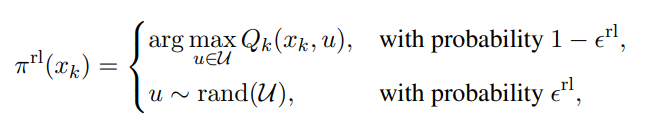 π^rl(x_k) = { arg max_{u∈𝒰} Q_k(x_k, u), with probability 1 − ϵ^rl,
u ∼ rand(𝒰), with probability ϵ^rl,